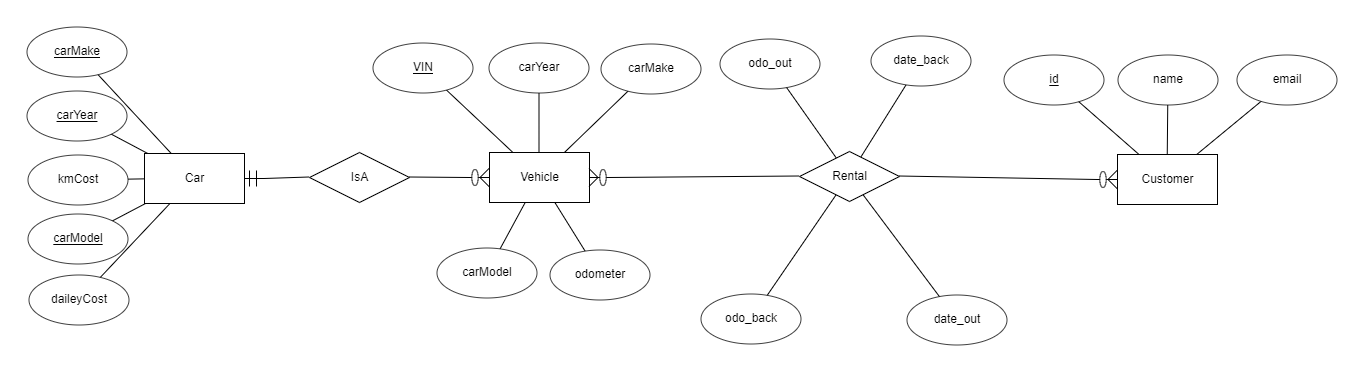 carMake
carYear
kmCost
carModel
daileyCost
Car
IsA
VIN
carYear
carMake
Vehicle
carModel
odometer
odo_out
date_back
Rental
odo_back
date_out
id
name
email
Customer